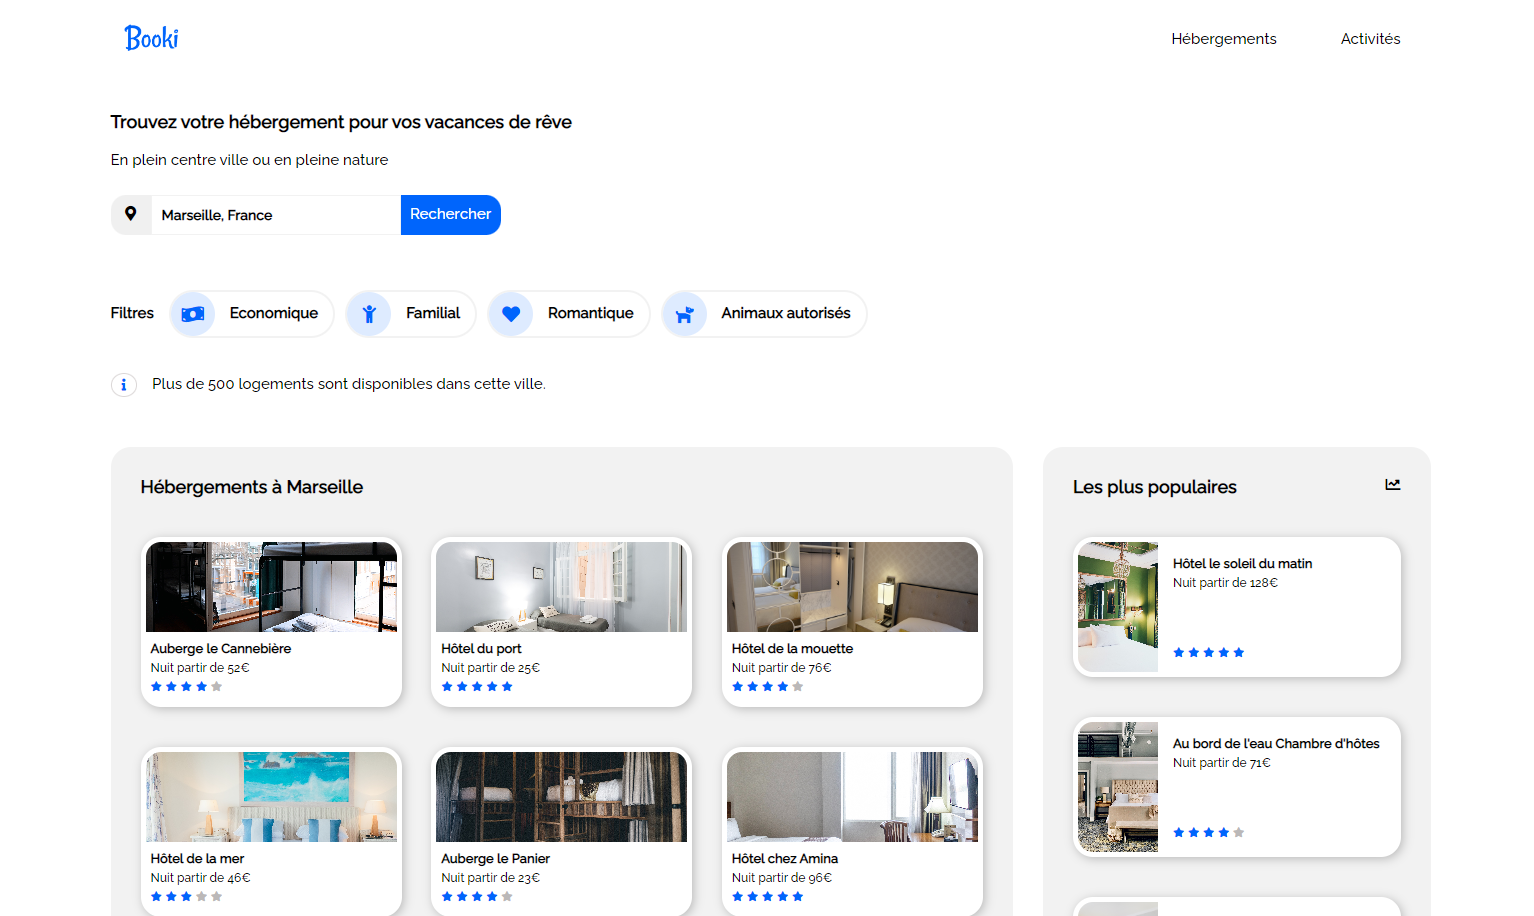 Booki
Hébergements
Activités
Trouvez votre hébergement pour vos vacances de rêve
En plein centre ville ou en pleine nature
Marseille, France
Rechercher
Filtres
Economique
Familial
Romantique
Animaux autorisés
Plus de 500 logements sont disponibles dans cette ville.
Hébergements à Marseille
Auberge le Cannebière
Nuit partir de 52€
Hôtel du port
Nuit partir de 25€
Hôtel de la mouette
Nuit partir de 76€
Hôtel de la mer
Nuit partir de 46€
Auberge le Panier
Nuit partir de 23€
Hôtel chez Amina
Nuit partir de 96€
Les plus populaires
Hôtel le soleil du matin
Nuit partir de 128€
Au bord de l'eau Chambre d'hôtes
Nuit partir de 71€